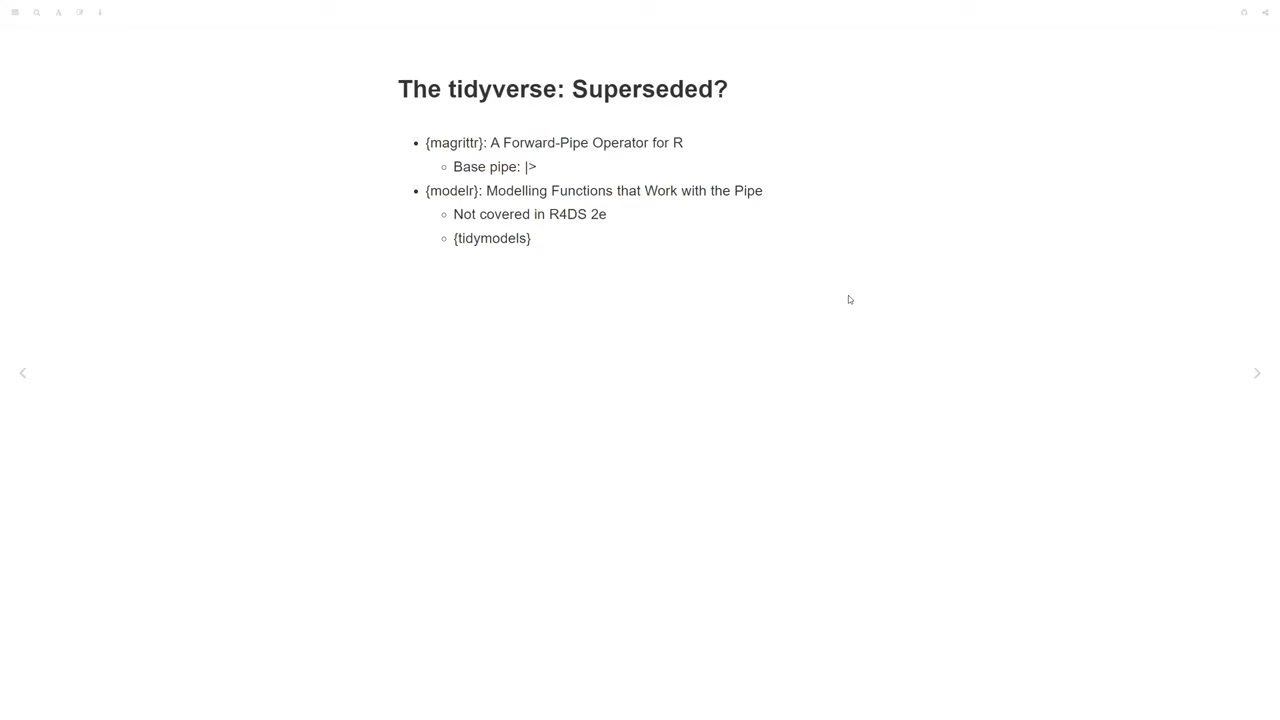 The tidyverse: Superseded?
{magrittr}: A Forward-Pipe Operator for R
Base pipe: |>
{modelr}: Modelling Functions that Work with the Pipe
Not covered in R4DS 2e
{tidymodels}